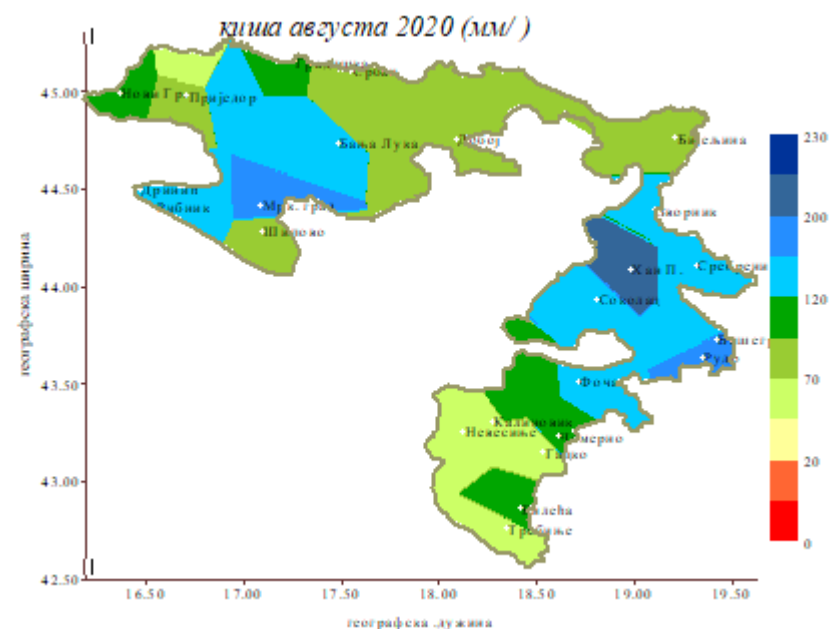 киша августа 2020 (мм/ )
45.00
44.50
44.00
43.50
43.00
42.50
16.50 17.00 17.50 18.00 18.50 19.00 19.50
географска ширина
географска дужина
Нови Гр.
Приједор
Бања Лука
Добој
Дринић
Рибник
Мрк. град
Шипово
Зворник
Хан П.
Соколац
Рудо
Фоча
Калиновик
Невесиње
Чемерно
Гацко
Билећа
Требиње
230
200
120
70
20
0